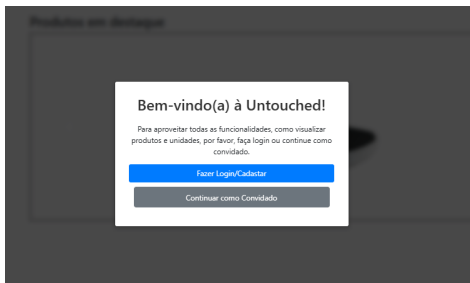 Produtos em destaque
Bem-vindo(a) à Untouched!
Para aproveitar todas as funcionalidades, como visualizar
produtos e unidades, por favor, faça login ou continue como
convidado.
Fazer Login/Cadastar
Continuar como Convidado